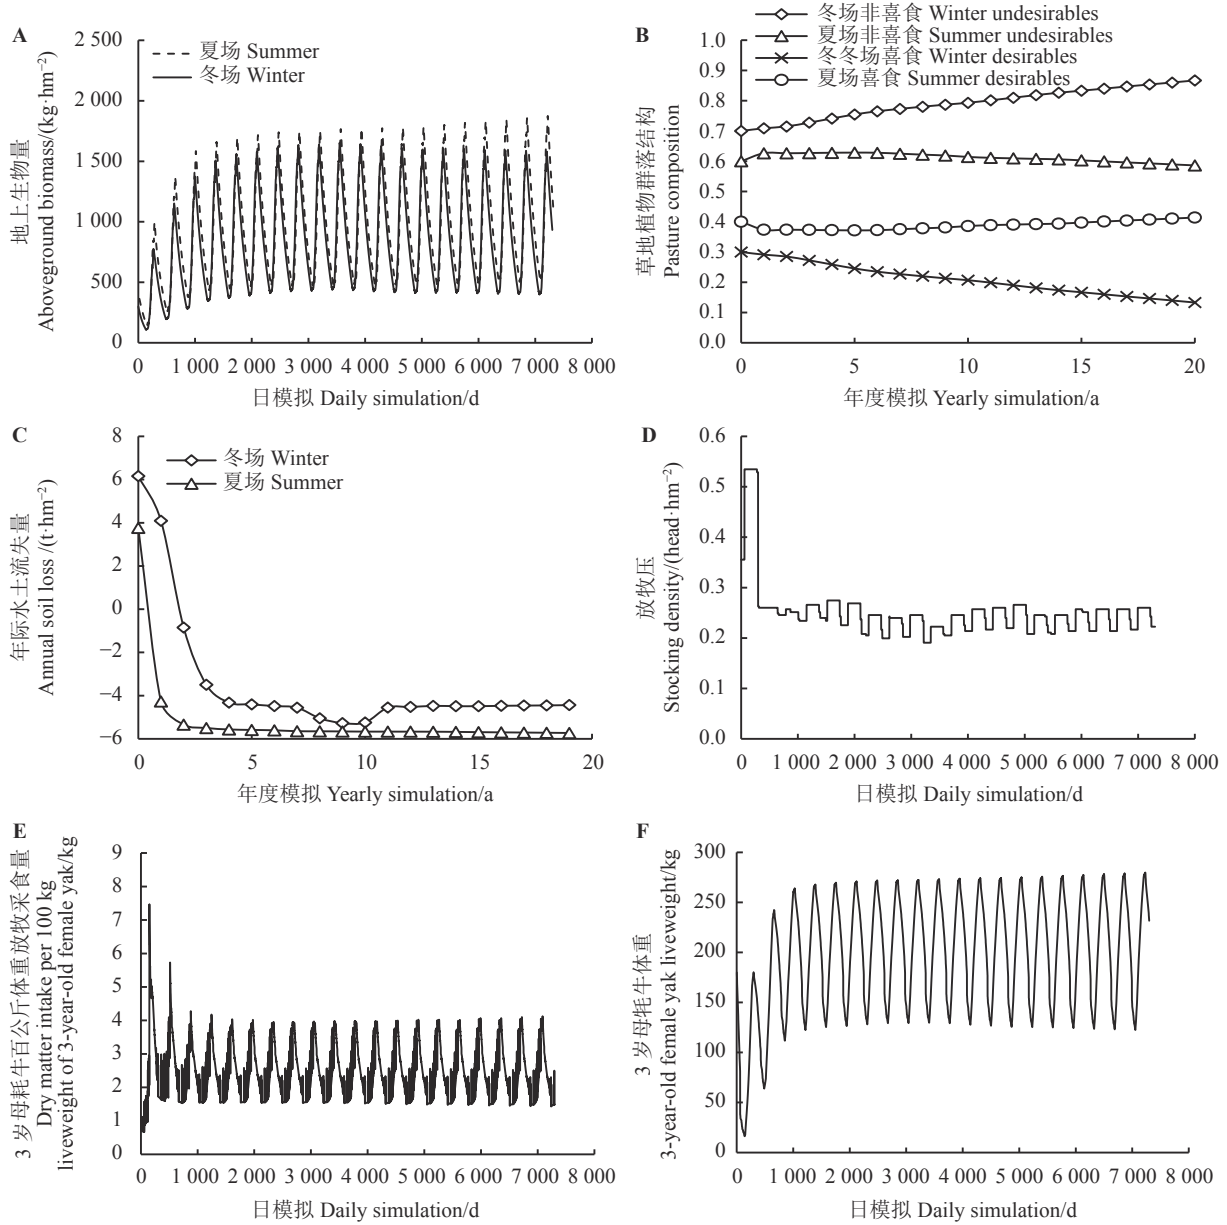 A
2 500
2 000
1 500
1 000
500
0
夏场 Summer
冬场 Winter
地上生物量
Aboveground biomass/(kg·hm−2)
0 1 000 2 000 3 000 4 000 5 000 6 000 7 000 8 000
日模拟 Daily simulation/d
B
冬场非喜食 Winter undesirables
夏场非喜食 Summer undesirables
冬冬场喜食 Winter desirables
夏场喜食 Summer desirables
1.0
0.9
0.8
0.7
0.6
0.5
0.4
0.3
0.2
0.1
0.0
草地植物群落结构
Pasture composition
0 5 10 15 20
年度模拟 Yearly simulation/a
C
8
6
4
2
0
−2
−4
−6
冬场 Winter
夏场 Summer
年际水土流失量
Annual soil loss /(t·hm−2)
0 5 10 15 20
年度模拟 Yearly simulation/a
D
0.6
0.5
0.4
0.3
0.2
0.1
0.0
放牧压
Stocking density/(head·hm−2)
0 1 000 2 000 3 000 4 000 5 000 6 000 7 000 8 000
日模拟 Daily simulation/d
E
9
8
7
6
5
4
3
2
1
0
3 岁母牦牛百公斤体重放牧采食量
Dry matter intake per 100 kg
liveweight of 3-year-old female yak/kg
0 1 000 2 000 3 000 4 000 5 000 6 000 7 000 8 000
日模拟 Daily simulation/d
F
300
250
200
150
100
50
0
3 岁母牦牛体重
3-year-old female yak liveweight/kg
0 1 000 2 000 3 000 4 000 5 000 6 000 7 000 8 000
日模拟 Daily simulation/d